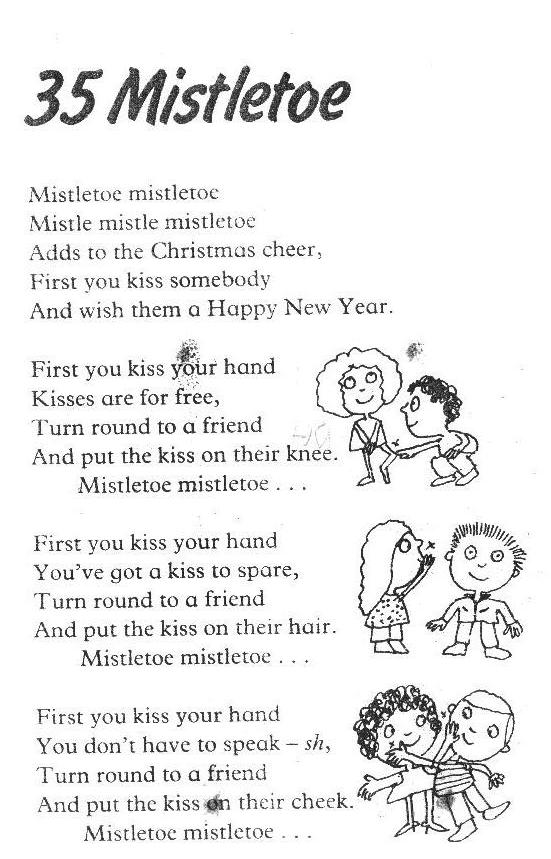 35 Mistletoe
Mistletoe mistletoe
Mistle mistle mistletoe
Adds to the Christmas cheer,
First you kiss somebody
And wish them a Happy New Year.
First you kiss your hand
Kisses are for free,
Turn round to a friend
And put the kiss on their knee.
Mistletoe mistletoe . . .
First you kiss your hand
You've got a kiss to spare,
Turn round to a friend
And put the kiss on their hair.
Mistletoe mistletoe . . .
First you kiss your hand
You don't have to speak – sh,
Turn round to a friend
And put the kiss on their cheek.
Mistletoe mistletoe . . .